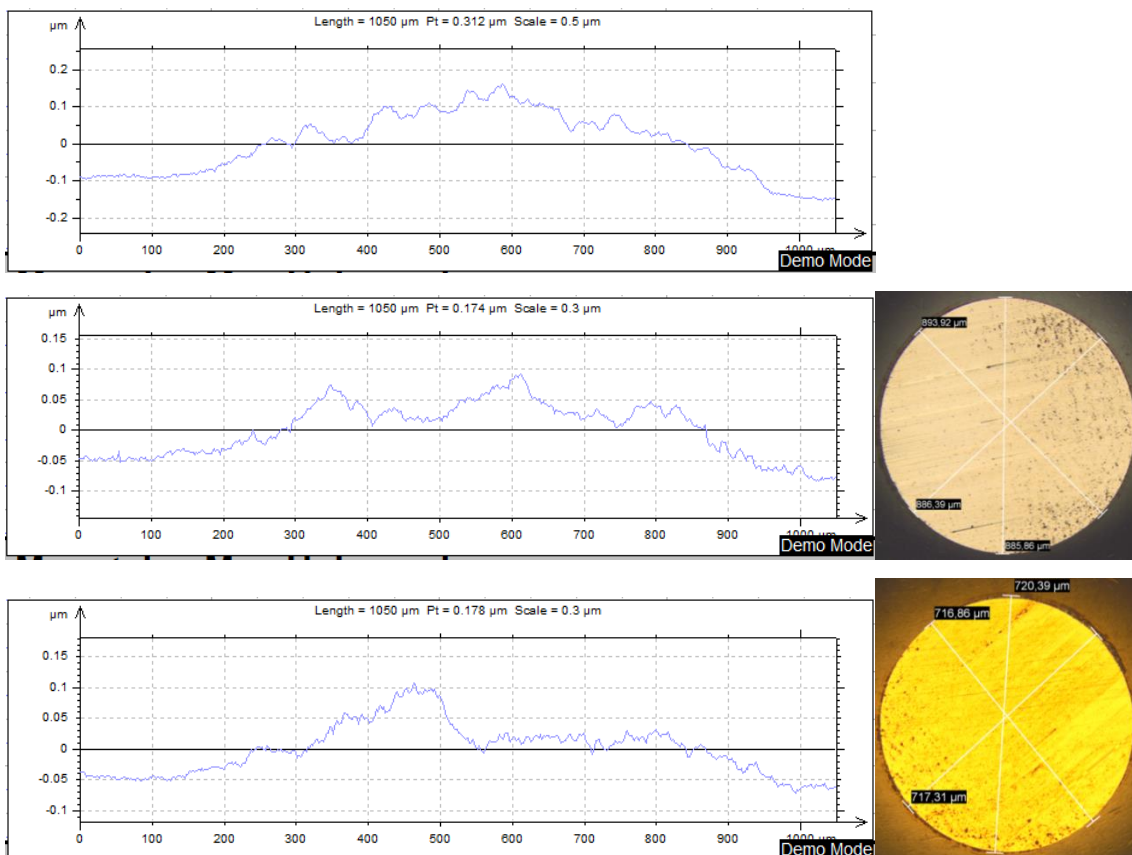 Length = 1050 µm Pt = 0.312 µm Scale = 0.5 µm
µm
0.2
0.1
0
-0.1
-0.2
0 100 200 300 400 500 600 700 800 900 1000 µm
Demo Mode
Length = 1050 µm Pt = 0.174 µm Scale = 0.3 µm
µm
0.15
0.1
0.05
0
-0.05
-0.1
0 100 200 300 400 500 600 700 800 900 1000 µm
Demo Mode
893,92 µm
886,39 µm
885,86 µm
Length = 1050 µm Pt = 0.178 µm Scale = 0.3 µm
µm
0.15
0.1
0.05
0
-0.05
-0.1
0 100 200 300 400 500 600 700 800 900 1000 µm
Demo Mode
720,39 µm
716,86 µm
717,31 µm